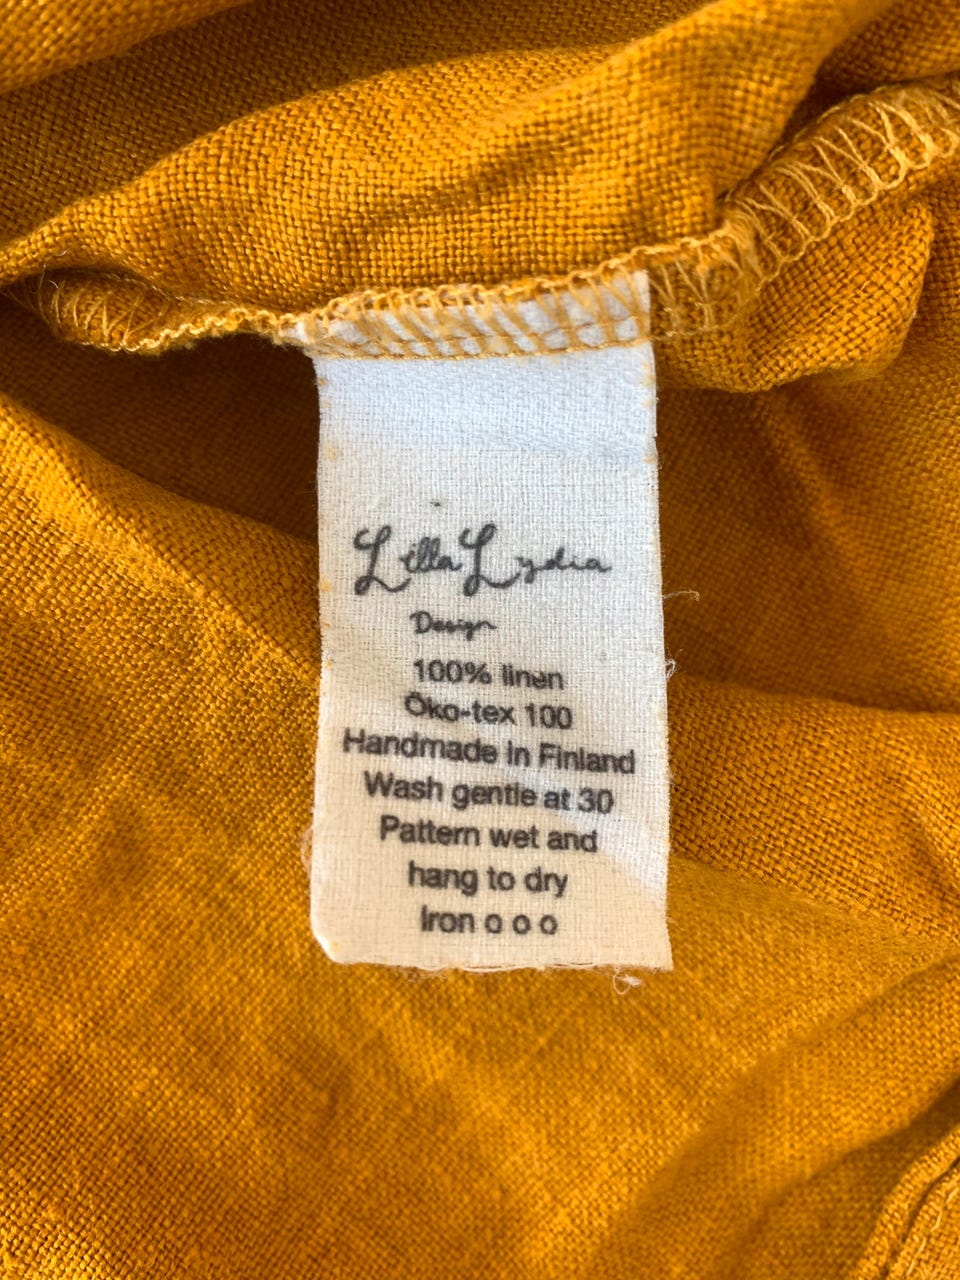 Lilla Lydia
Design
100% linen
Öko-tex 100
Handmade in Finland
Wash gentle at 30
Pattern wet and
hang to dry
Iron o o o